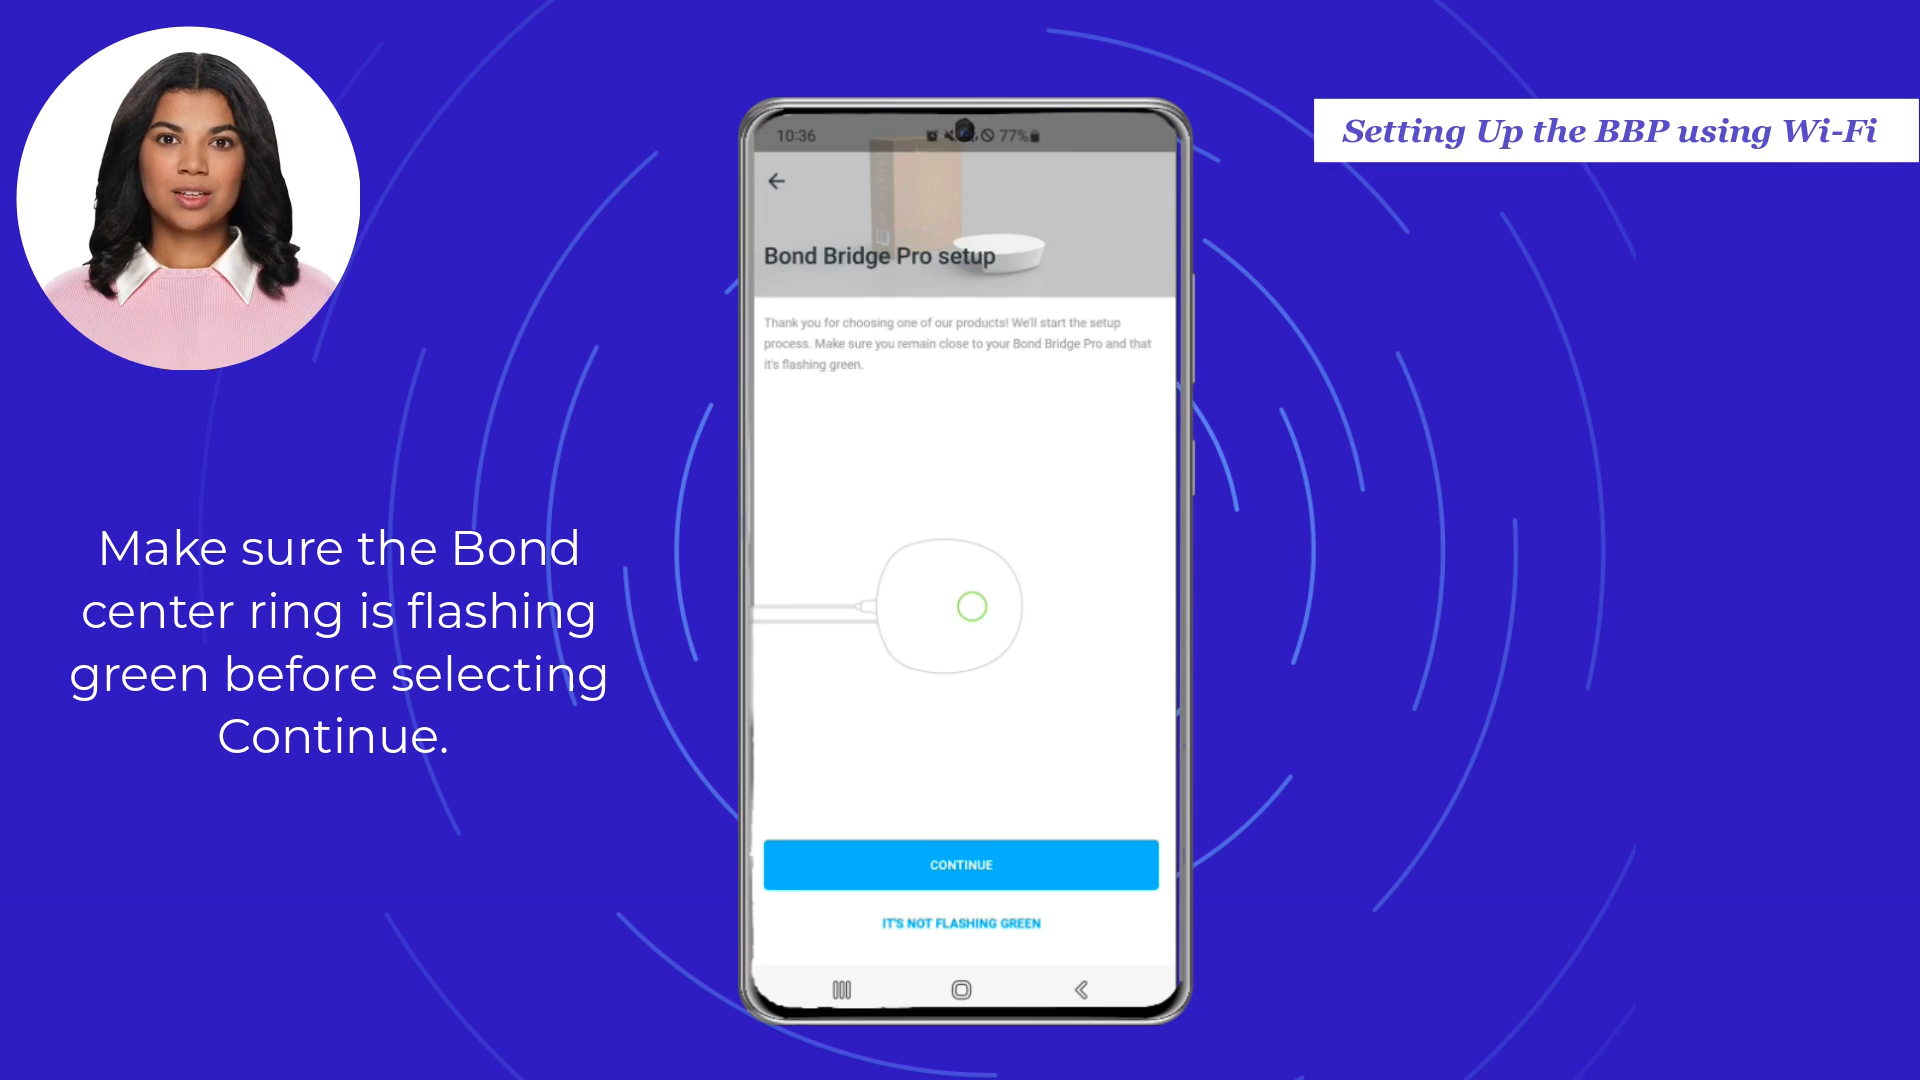 Setting Up the BBP using Wi-Fi
10:36
77%
Bond Bridge Pro setup
Thank you for choosing one of our products! We'll start the setup
process. Make sure you remain close to your Bond Bridge Pro and that
it's flashing green.
Make sure the Bond
center ring is flashing
green before selecting
Continue.
CONTINUE
IT'S NOT FLASHING GREEN